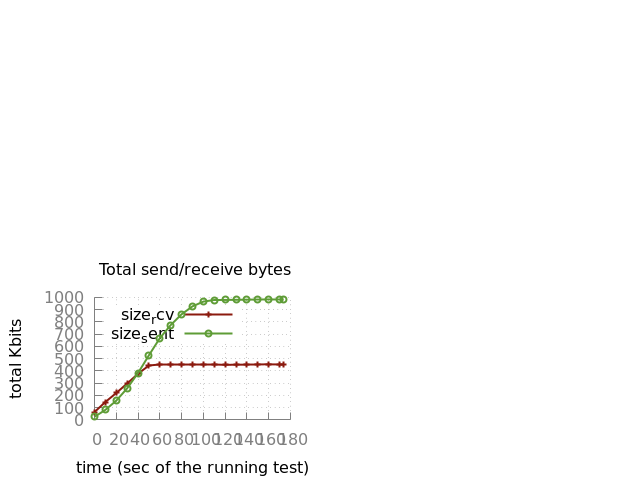 Total send/receive bytes
1000
900
800
700
600
500
400
300
200
100
0
total Kbits
size_rcv
size_sent
0 20 40 60 80 100 120 140 160 180
time (sec of the running test)